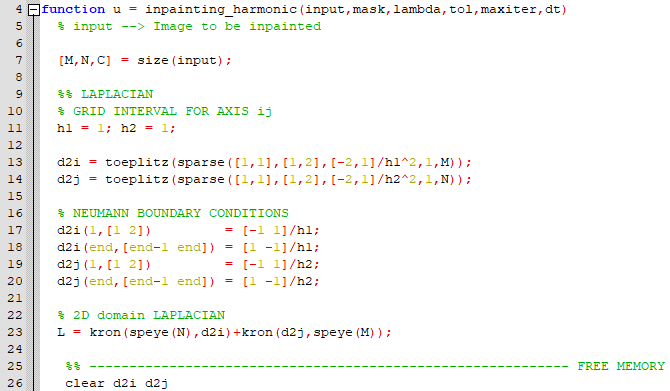 4 function u = inpainting_harmonic(input,mask,lambda,tol,maxiter,dt)
5 % input --> Image to be inpainted
6
7 [M,N,C] = size(input);
8
9 %% LAPLACIAN
10 % GRID INTERVAL FOR AXIS ij
11 h1 = 1; h2 = 1;
12
13 d2i = toeplitz(sparse([1,1],[1,2],[-2,1]/h1^2,1,M));
14 d2j = toeplitz(sparse([1,1],[1,2],[-2,1]/h2^2,1,N));
15
16 % NEUMANN BOUNDARY CONDITIONS
17 d2i(1,[1 2]) = [-1 1]/h1;
18 d2i(end,[end-1 end]) = [1 -1]/h1;
19 d2j(1,[1 2]) = [-1 1]/h2;
20 d2j(end,[end-1 end]) = [1 -1]/h2;
21
22 % 2D domain LAPLACIAN
23 L = kron(speye(N),d2i)+kron(d2j,speye(M));
24
25 %% ------------------------------------------------------------ FREE MEMORY
26 clear d2i d2j